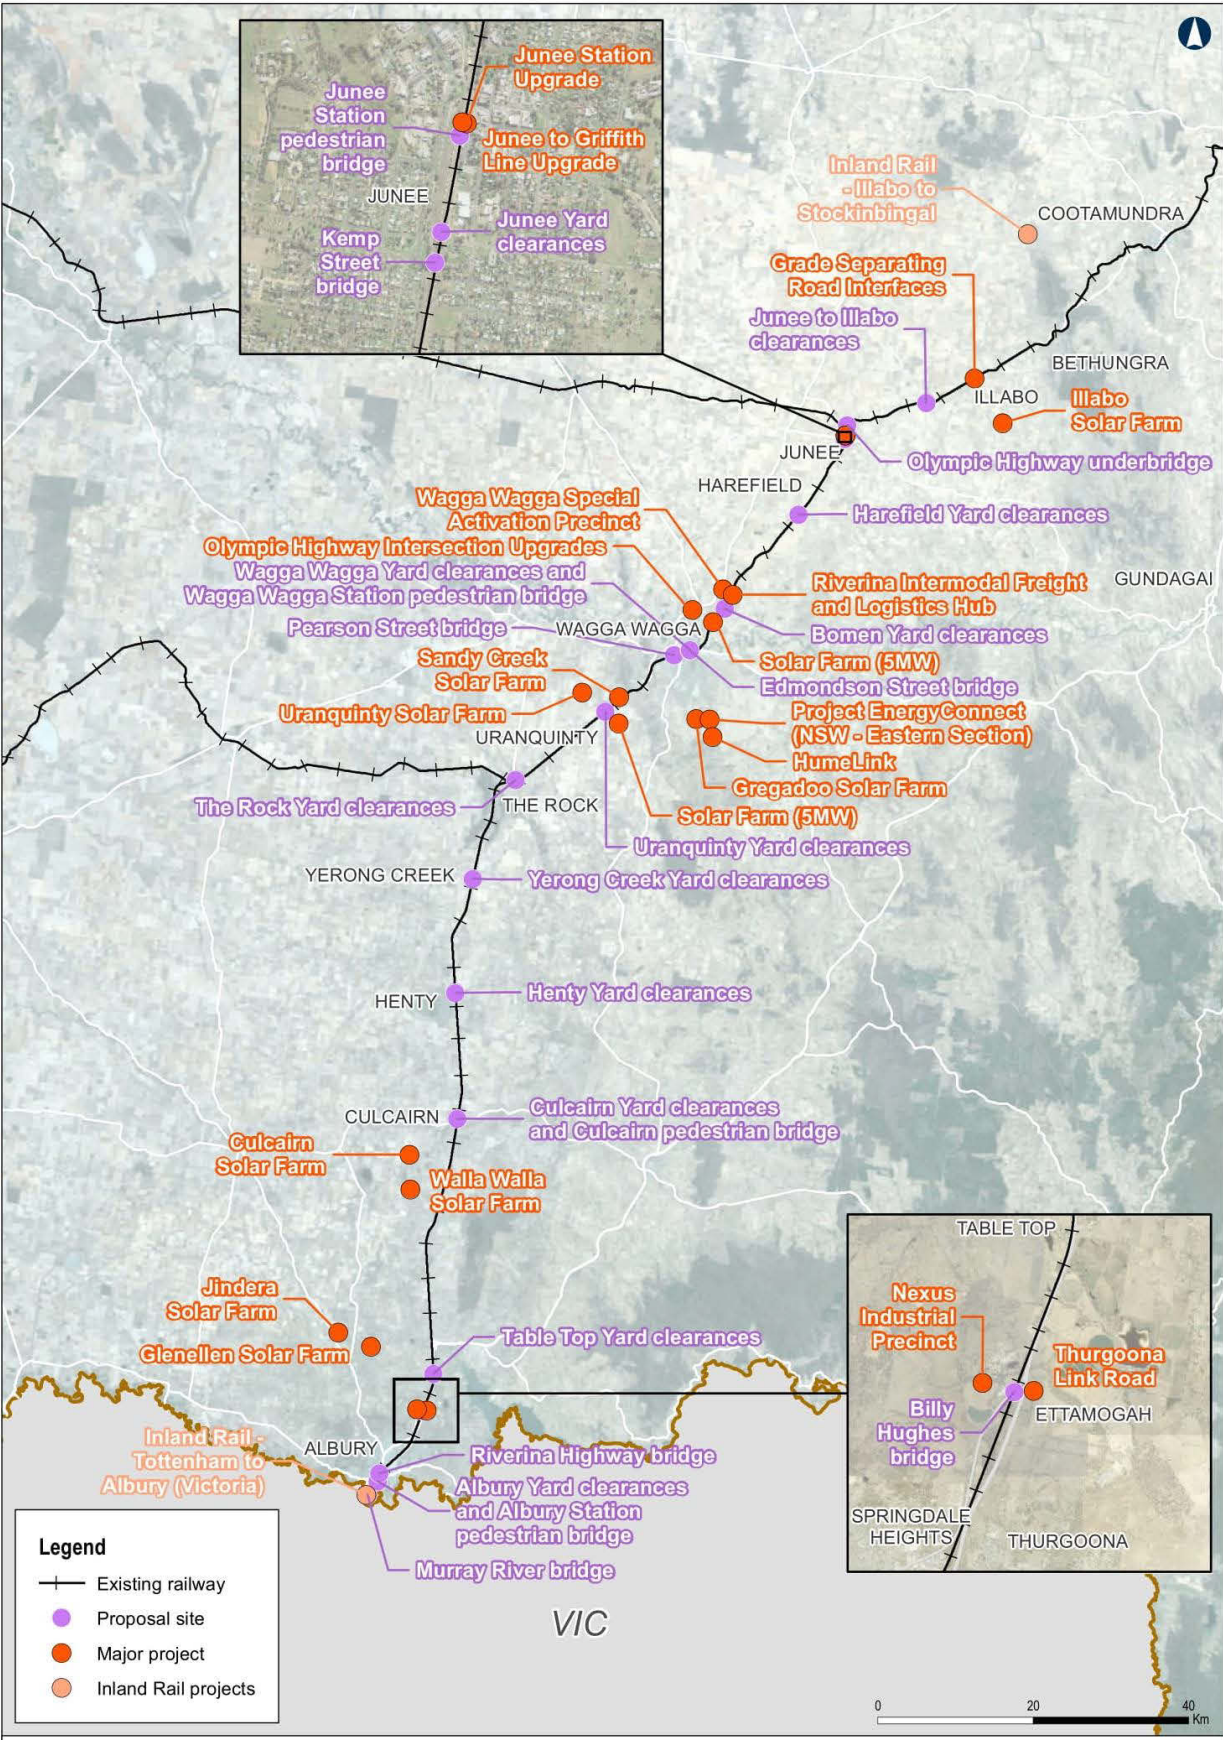 Junee Station
Upgrade
Junee
Station
pedestrian
bridge
Junee to Griffith
Line Upgrade
JUNEE
Junee Yard
clearances
Kemp
Street
bridge
Inland Rail
- Illabo to
Stockinbingal
COOTAMUNDRA
Grade Separating
Road Interfaces
Junee to Illabo
clearances
BETHUNGRA
ILLABO
Illabo
Solar Farm
JUNEE
Olympic Highway underbridge
HAREFIELD
Harefield Yard clearances
Wagga Wagga Special
Activation Precinct
Olympic Highway Intersection Upgrades
Wagga Wagga Yard clearances and
Wagga Wagga Station pedestrian bridge
Riverina Intermodal Freight
and Logistics Hub
GUNDAGAI
Pearson Street bridge
WAGGA WAGGA
Bomen Yard clearances
Sandy Creek
Solar Farm
Solar Farm (5MW)
Edmondson Street bridge
Uranquinty Solar Farm
Project EnergyConnect
(NSW - Eastern Section)
URANQUINTY
HumeLink
Gregadoo Solar Farm
The Rock Yard clearances
THE ROCK
Solar Farm (5MW)
Uranquinty Yard clearances
YERONG CREEK
Yerong Creek Yard clearances
HENTY
Henty Yard clearances
CULCAIRN
Culcairn Yard clearances
and Culcairn pedestrian bridge
Culcairn
Solar Farm
Walla Walla
Solar Farm
Jindera
Solar Farm
Glenellen Solar Farm
Table Top Yard clearances
TABLE TOP
Nexus
Industrial
Precinct
Thurgoona
Link Road
ETTAMOGAH
Billy
Hughes
bridge
SPRINGDALE
HEIGHTS
THURGOONA
ALBURY
Inland Rail -
Tottenham to
Albury (Victoria)
Riverina Highway bridge
Albury Yard clearances
and Albury Station
pedestrian bridge
Murray River bridge
VIC
Legend
Existing railway
Proposal site
Major project
Inland Rail projects
0 20 40
Km